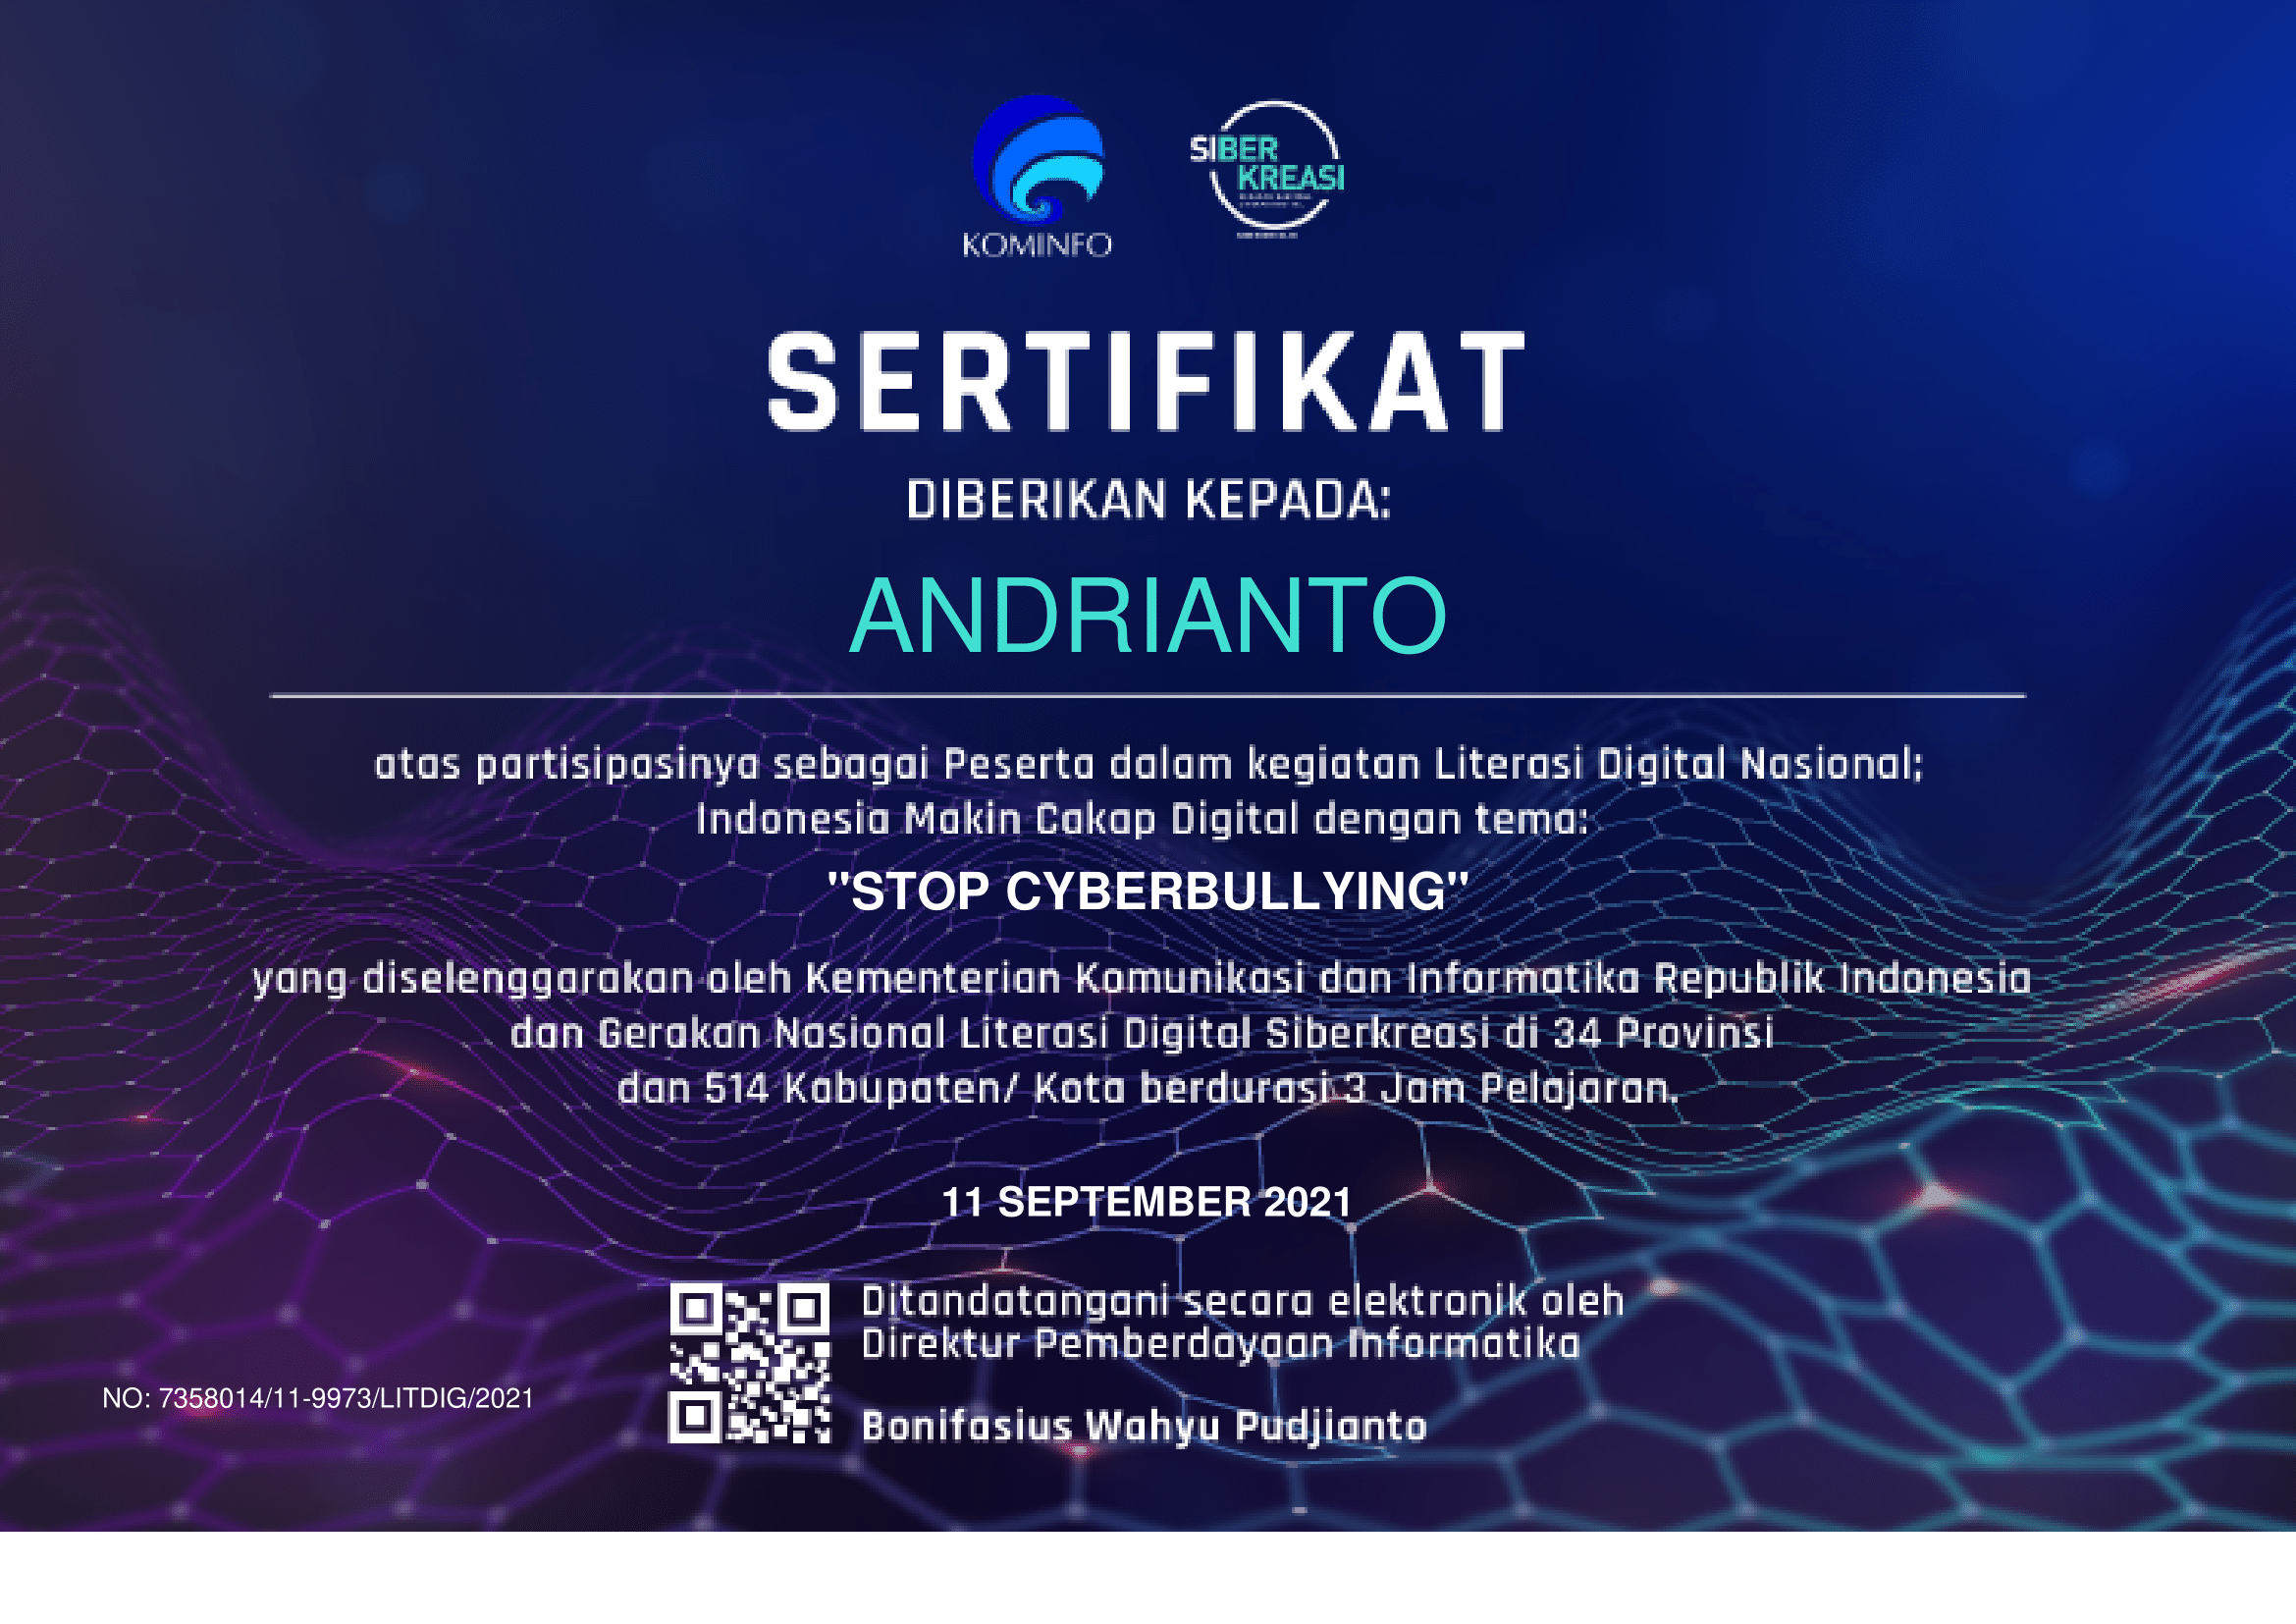 KOMINFO
SIBER
KREASI
SERTIFIKAT
DIBERIKAN KEPADA:
ANDRIANTO
atas partisipasinya sebagai Peserta dalam kegiatan Literasi Digital Nasional;
Indonesia Makin Cakap Digital dengan tema:
"STOP CYBERBULLYING"
yang diselenggarakan oleh Kementerian Komunikasi dan Informatika Republik Indonesia
dan Gerakan Nasional Literasi Digital Siberkreasi di 34 Provinsi
dan 514 Kabupaten/ Kota berdurasi 3 Jam Pelajaran.
11 SEPTEMBER 2021
Ditandatangani secara elektronik oleh
Direktur Pemberdayaan Informatika
NO: 7358014/11-9973/LITDIG/2021
Bonifasius Wahyu Pudjianto